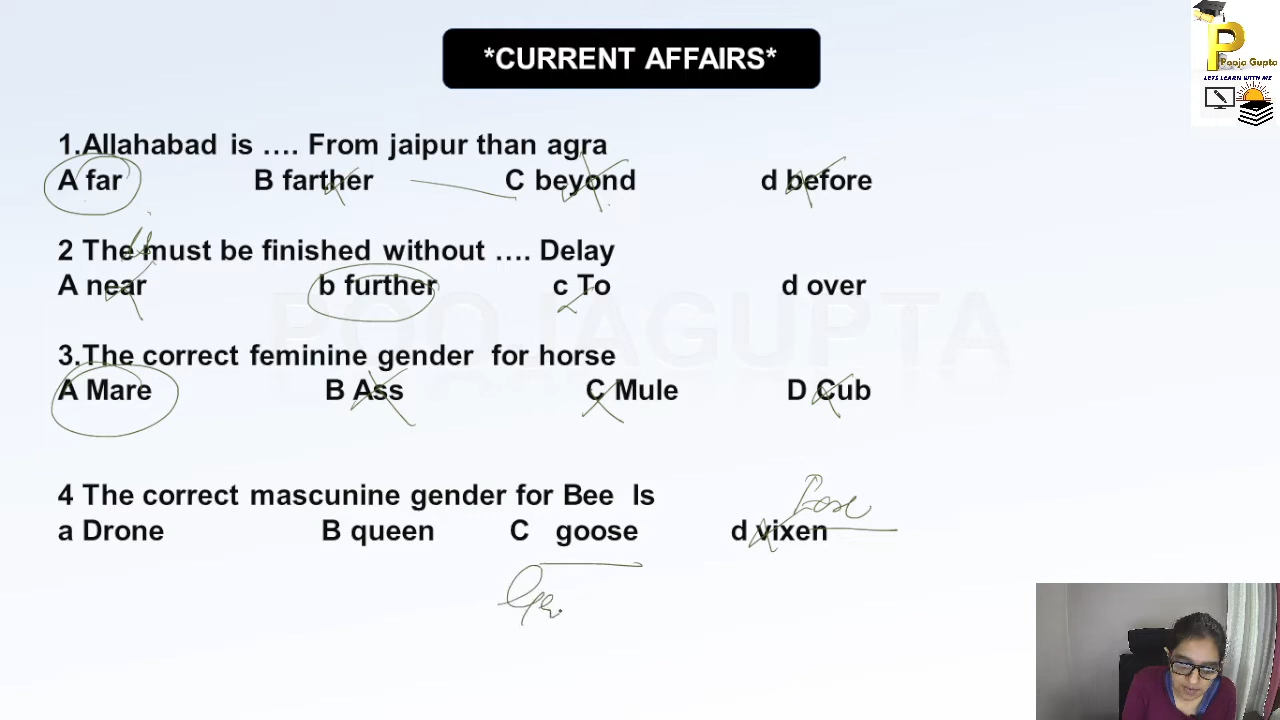 *CURRENT AFFAIRS*
P
Pooja Gupta
LETS LEARN WITH ME
1.Allahabad is .... From jaipur than agra
A far B farther C beyond d before
2 The must be finished without .... Delay
A near b further c To d over
POOJAGUPTA
3.The correct feminine gender for horse
A Mare B Ass C Mule D Cub
4 The correct mascunine gender for Bee Is
a Drone B queen C goose d vixen